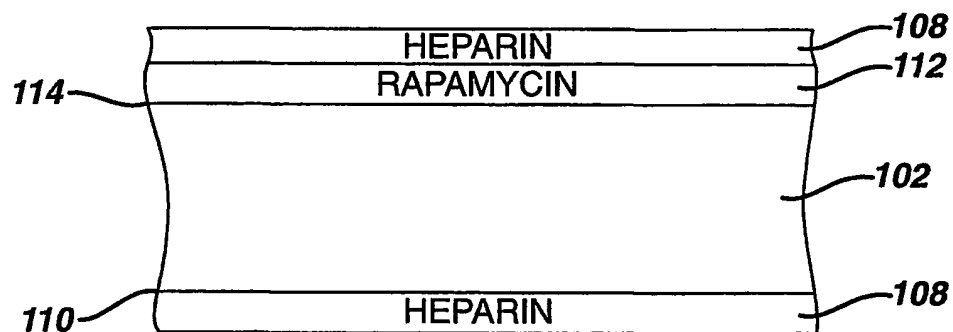 HEPARIN 108
RAPAMYCIN 112
114
102
110 HEPARIN 108